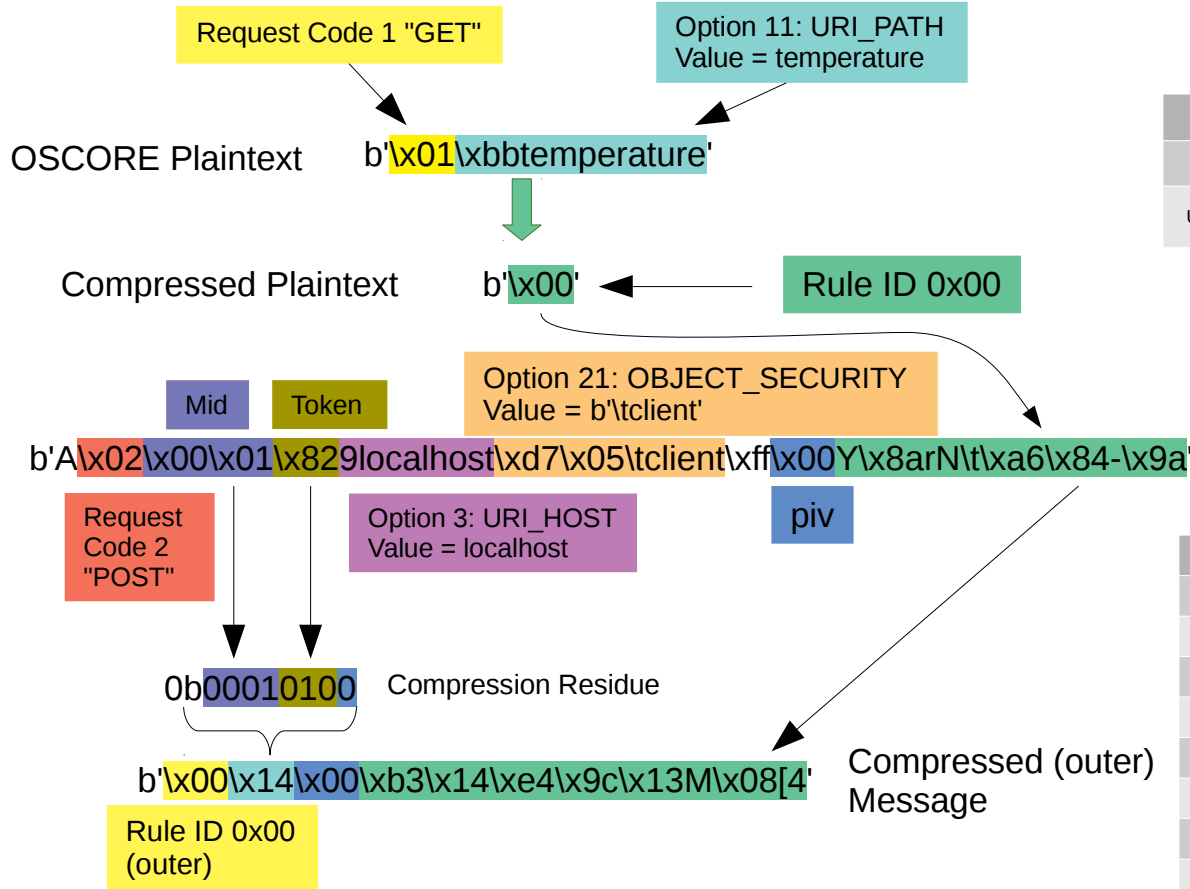 Request Code 1 "GET"
Option 11: URI_PATH
Value = temperature
OSCORE Plaintext
b'\x01\xbbtemperature'
Compressed Plaintext
b'\x00'
Rule ID 0x00
Mid
Token
Option 21: OBJECT_SECURITY
Value = b'\tclient'
b'A\x02\x00\x01\x829localhost\xd7\x05\tclient\xff\x00Y\x8arN\t\xa6\x84-\x9a'
Request
Code 2
"POST"
Option 3: URI_HOST
Value = localhost
piv
0b000101000
Compression Residue
b'\x00\x14\x00\xb3\x14\xe4\x9c\x13M\x08[4'
Compressed (outer)
Message
Rule ID 0x00
(outer)